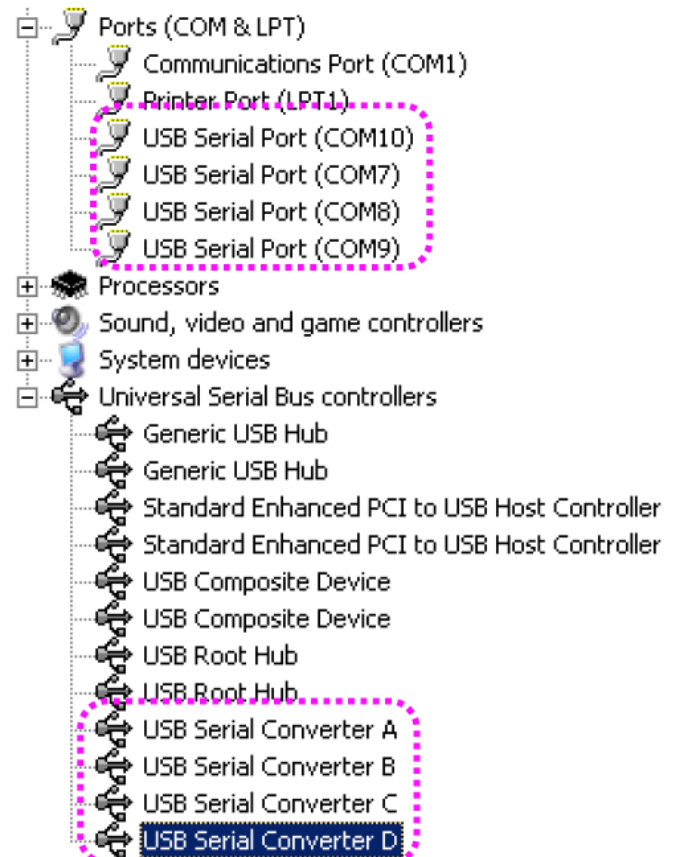 Ports (COM & LPT)
Communications Port (COM1)
Printer Port (LPT1)
USB Serial Port (COM10)
USB Serial Port (COM7)
USB Serial Port (COM8)
USB Serial Port (COM9)
Processors
Sound, video and game controllers
System devices
Universal Serial Bus controllers
Generic USB Hub
Generic USB Hub
Standard Enhanced PCI to USB Host Controller
Standard Enhanced PCI to USB Host Controller
USB Composite Device
USB Composite Device
USB Root Hub
USB Root Hub
USB Serial Converter A
USB Serial Converter B
USB Serial Converter C
USB Serial Converter D